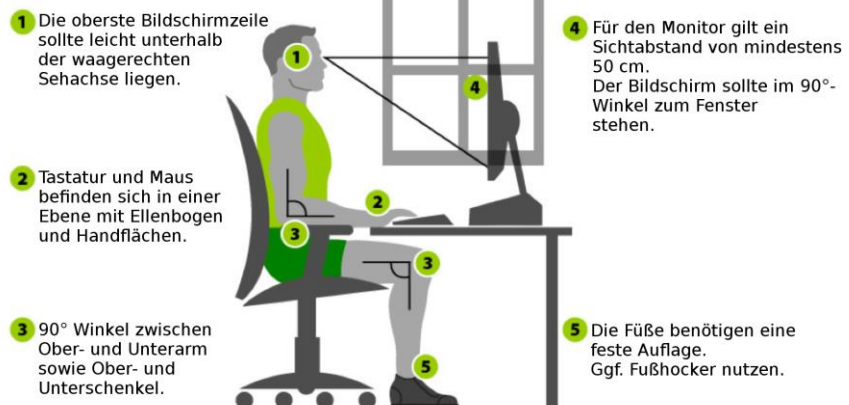 1 Die oberste Bildschirmzeile
sollte leicht unterhalb
der waagerechten
Sehachse liegen.
2 Tastatur und Maus
befinden sich in einer
Ebene mit Ellenbogen
und Handflächen.
3 90° Winkel zwischen
Ober- und Unterarm
sowie Ober- und
Unterschenkel.
1
4
2
3
3
5
4 Für den Monitor gilt ein
Sichtabstand von mindestens
50 cm.
Der Bildschirm sollte im 90°-
Winkel zum Fenster
stehen.
5 Die Füße benötigen eine
feste Auflage.
Ggf. Fußhocker nutzen.